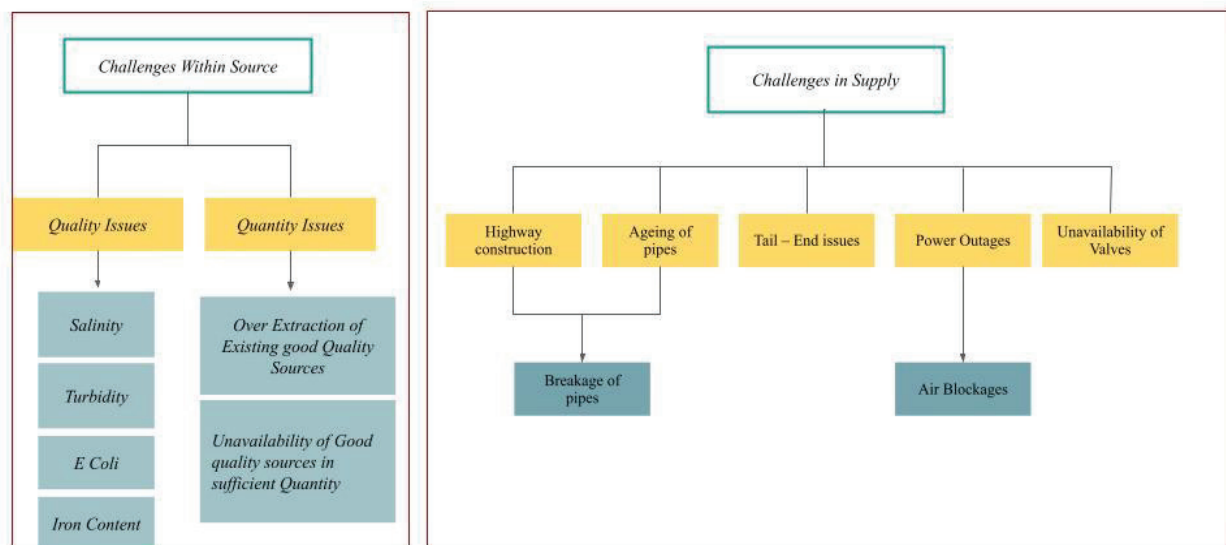 Challenges Within Source
Quality Issues
Quantity Issues
Salinity
Turbidity
E Coli
Iron Content
Over Extraction of
Existing good Quality
Sources
Unavailability of Good
quality sources in
sufficient Quantity
Challenges in Supply
Highway
construction
Ageing of
pipes
Tail – End issues
Power Outages
Unavailability of
Valves
Breakage of
pipes
Air Blockages